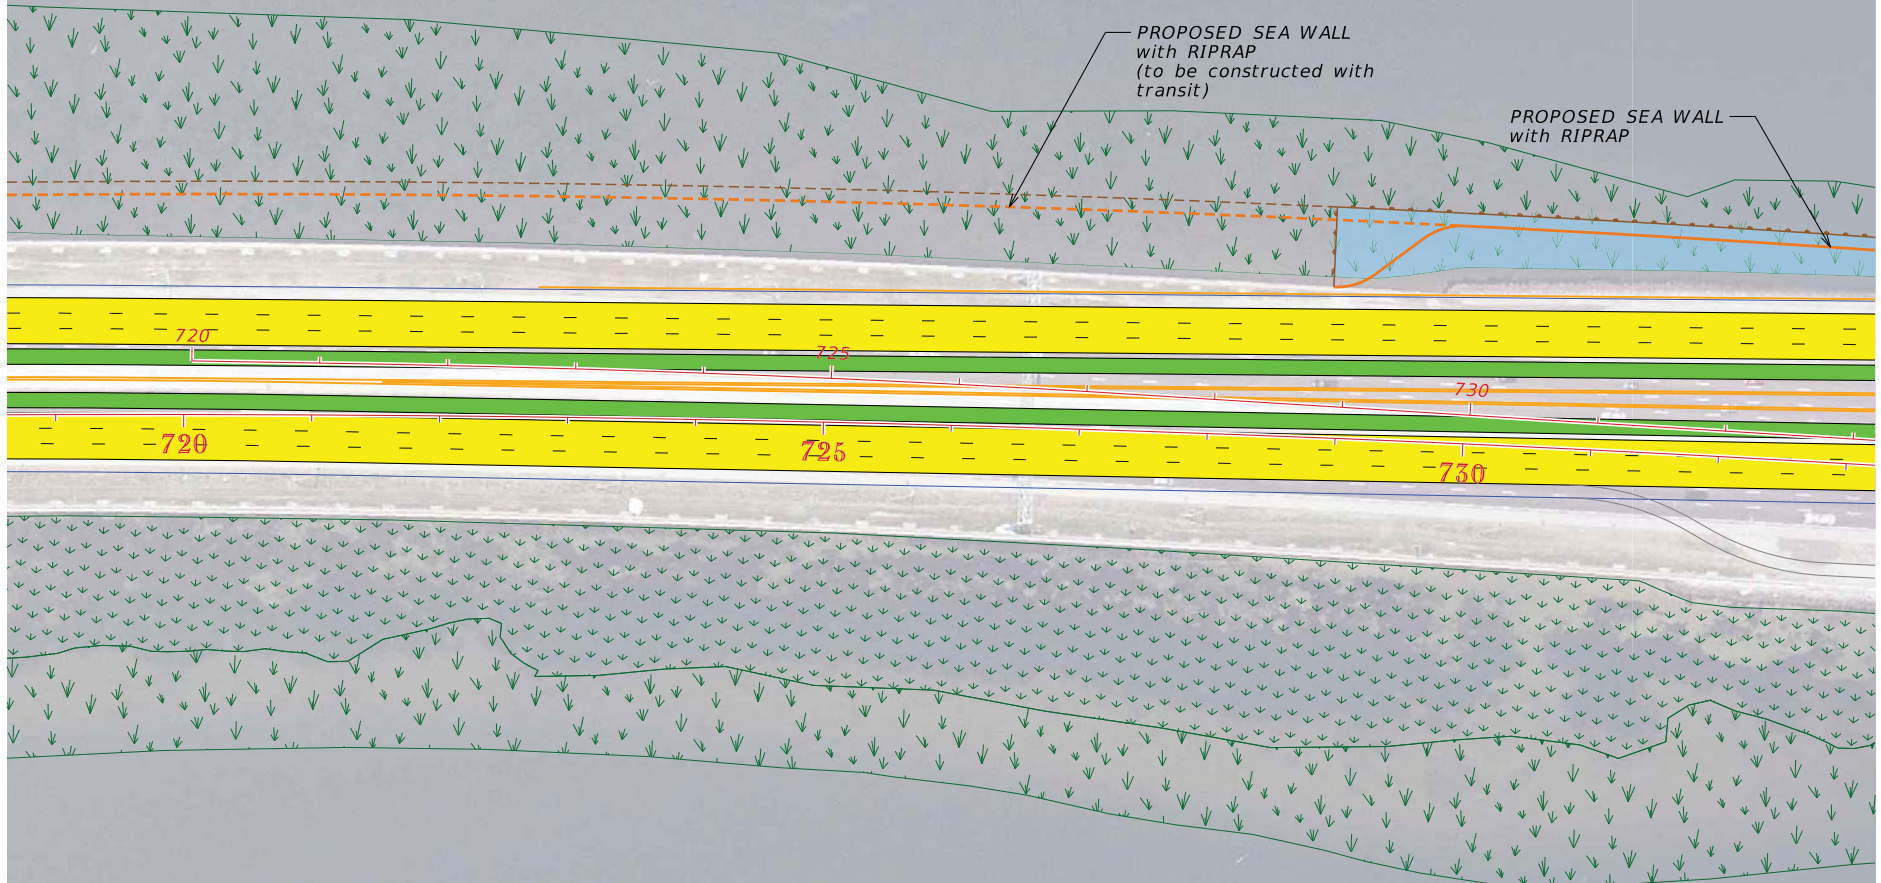 PROPOSED SEA WALL
with RIPRAP
(to be constructed with
transit)
PROPOSED SEA WALL
with RIPRAP
720
725
730
720
725
730